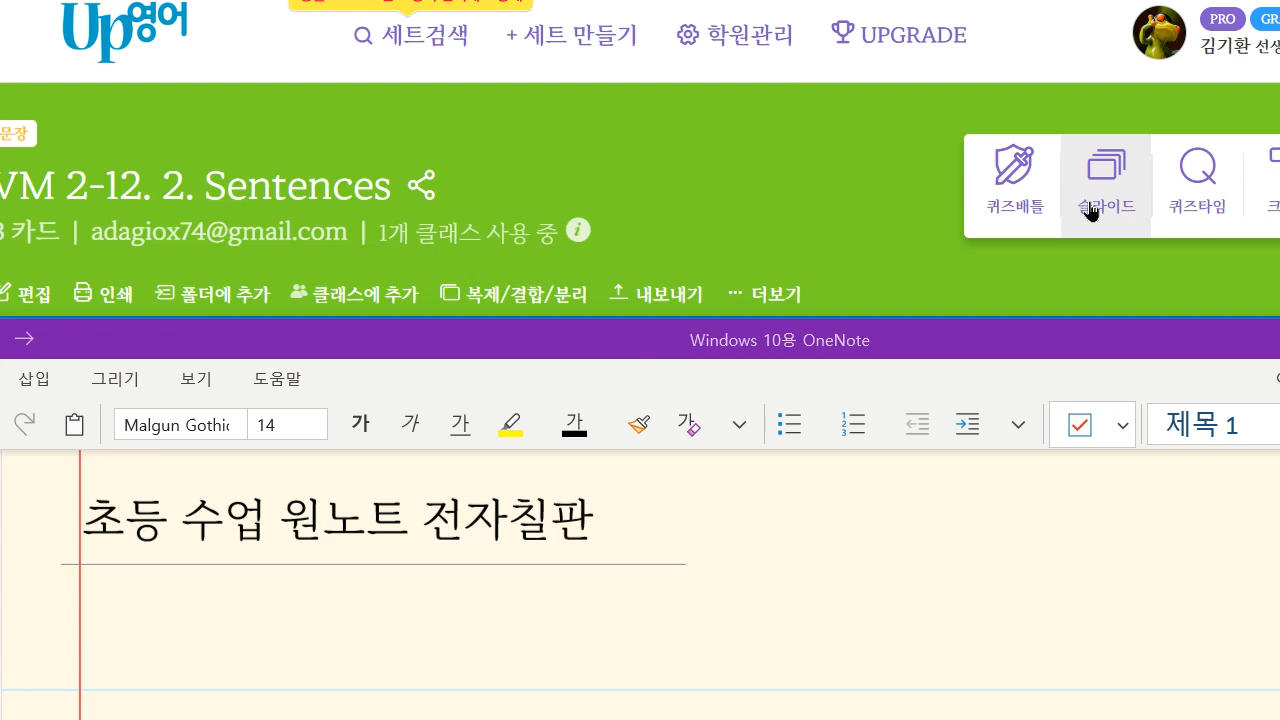 Up영어
세트검색
+ 세트 만들기
학원관리
UPGRADE
PRO
김기환 선생
문장
VM 2-12. 2. Sentences
카드 | adagiox74@gmail.com | 1개 클래스 사용 중
퀴즈배틀
슬라이드
퀴즈타임
편집
인쇄
폴더에 추가
클래스에 추가
복제/결합/분리
내보내기
더보기
Windows 10용 OneNote
삽입
그리기
보기
도움말
Malgun Gothic
14
가
가
가
가
가
제목 1
초등 수업 원노트 전자칠판